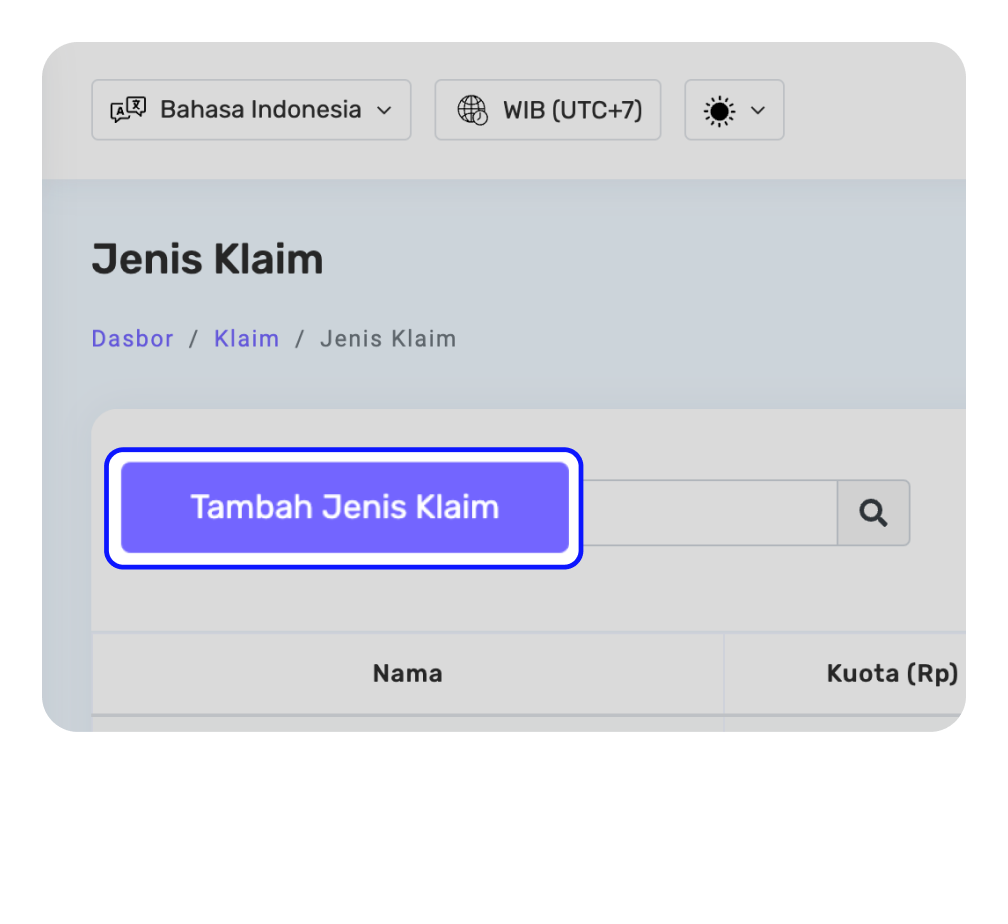 Bahasa Indonesia WIB (UTC+7)
Jenis Klaim
Dasbor / Klaim / Jenis Klaim
Tambah Jenis Klaim
Nama Kuota (Rp)